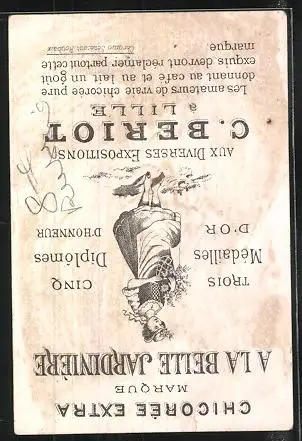 CHICORÉE EXTRA
MARQUE
A LA BELLE JARDINIÈRE
TROIS
Médailles
D'OR
CINQ
Diplômes
D'HONNEUR
AUX DIVERSES EXPOSITIONS
C. BERIOT
à LILLE
Les amateurs de vraie chicorée pure
donnant au café et au lait un goût
exquis devront réclamer partout cette
marque.